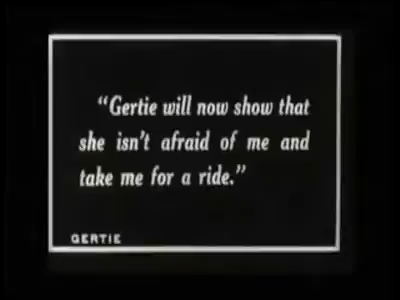 “Gertie will now show that
she isn't afraid of me and
take me for a ride.”
GERTIE